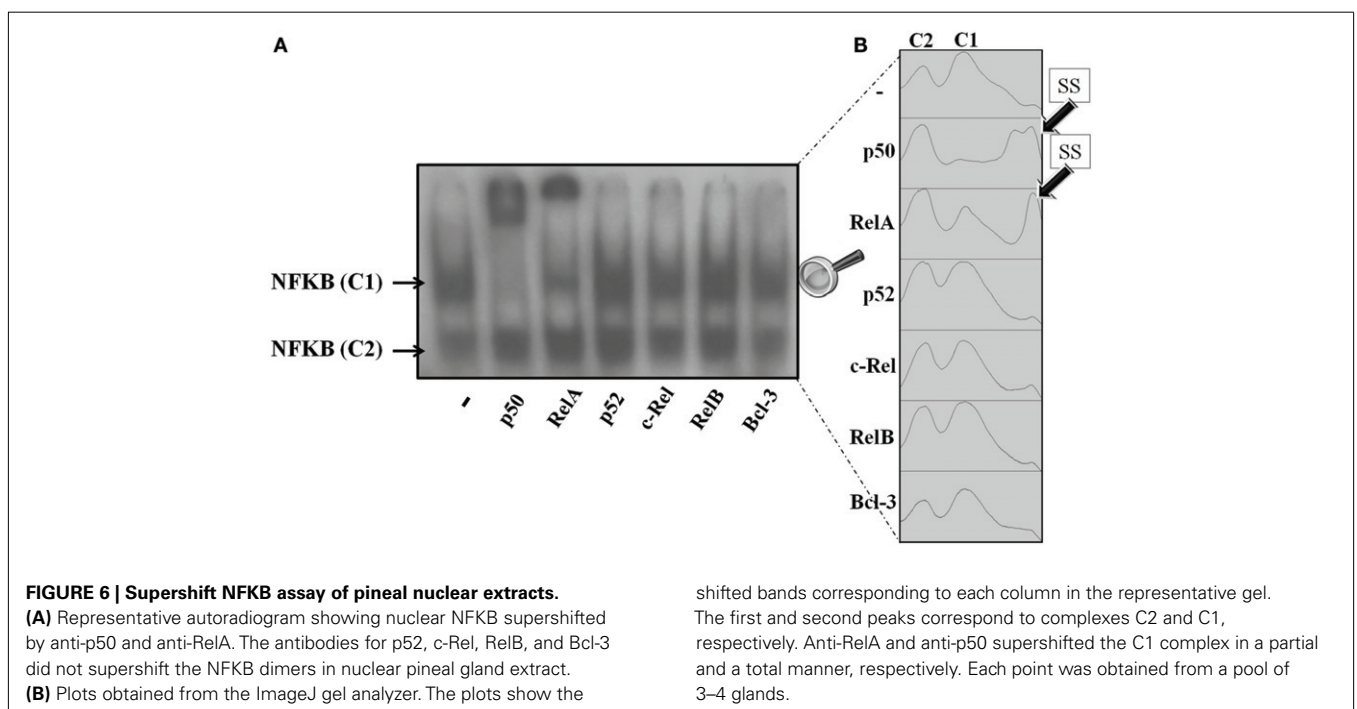 A
B
C2 C1
-
SS
p50
SS
RelA
p52
c-Rel
RelB
Bcl-3
NFKB (C1)
NFKB (C2)
- p50 RelA p52 c-Rel RelB Bcl-3
FIGURE 6 | Supershift NFKB assay of pineal nuclear extracts.
(A) Representative autoradiogram showing nuclear NFKB supershifted
by anti-p50 and anti-RelA. The antibodies for p52, c-Rel, RelB, and Bcl-3
did not supershift the NFKB dimers in nuclear pineal gland extract.
(B) Plots obtained from the ImageJ gel analyzer. The plots show the
shifted bands corresponding to each column in the representative gel.
The first and second peaks correspond to complexes C2 and C1,
respectively. Anti-RelA and anti-p50 supershifted the C1 complex in a partial
and a total manner, respectively. Each point was obtained from a pool of
3–4 glands.